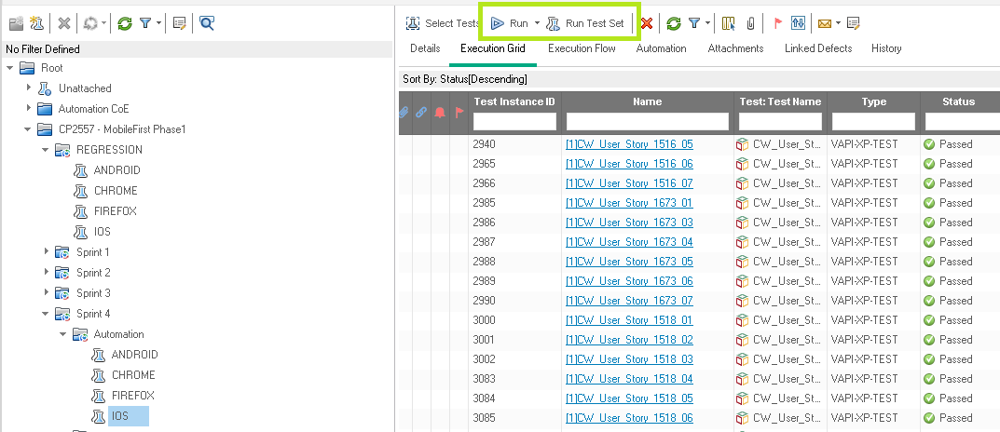 Select Tests Run Run Test Set
No Filter Defined
Root
Unattached
Automation CoE
CP2557 - MobileFirst Phase1
REGRESSION
ANDROID
CHROME
FIREFOX
IOS
Sprint 1
Sprint 2
Sprint 3
Sprint 4
Automation
ANDROID
CHROME
FIREFOX
IOS
Details Execution Grid Execution Flow Automation Attachments Linked Defects History
Sort By: Status[Descending]
Test Instance ID Name Test: Test Name Type Status
2940 [1]CW_User_Story_1516_05 CW_User_St... VAPI-XP-TEST Passed
2965 [1]CW_User_Story_1516_06 CW_User_St... VAPI-XP-TEST Passed
2966 [1]CW_User_Story_1516_07 CW_User_St... VAPI-XP-TEST Passed
2985 [1]CW_User_Story_1673_01 CW_User_St... VAPI-XP-TEST Passed
2986 [1]CW_User_Story_1673_03 CW_User_St... VAPI-XP-TEST Passed
2987 [1]CW_User_Story_1673_04 CW_User_St... VAPI-XP-TEST Passed
2988 [1]CW_User_Story_1673_05 CW_User_St... VAPI-XP-TEST Passed
2989 [1]CW_User_Story_1673_06 CW_User_St... VAPI-XP-TEST Passed
2990 [1]CW_User_Story_1673_07 CW_User_St... VAPI-XP-TEST Passed
3000 [1]CW_User_Story_1518_01 CW_User_St... VAPI-XP-TEST Passed
3001 [1]CW_User_Story_1518_02 CW_User_St... VAPI-XP-TEST Passed
3002 [1]CW_User_Story_1518_03 CW_User_St... VAPI-XP-TEST Passed
3083 [1]CW_User_Story_1518_04 CW_User_St... VAPI-XP-TEST Passed
3084 [1]CW_User_Story_1518_05 CW_User_St... VAPI-XP-TEST Passed
3085 [1]CW_User_Story_1518_06 CW_User_St... VAPI-XP-TEST Passed